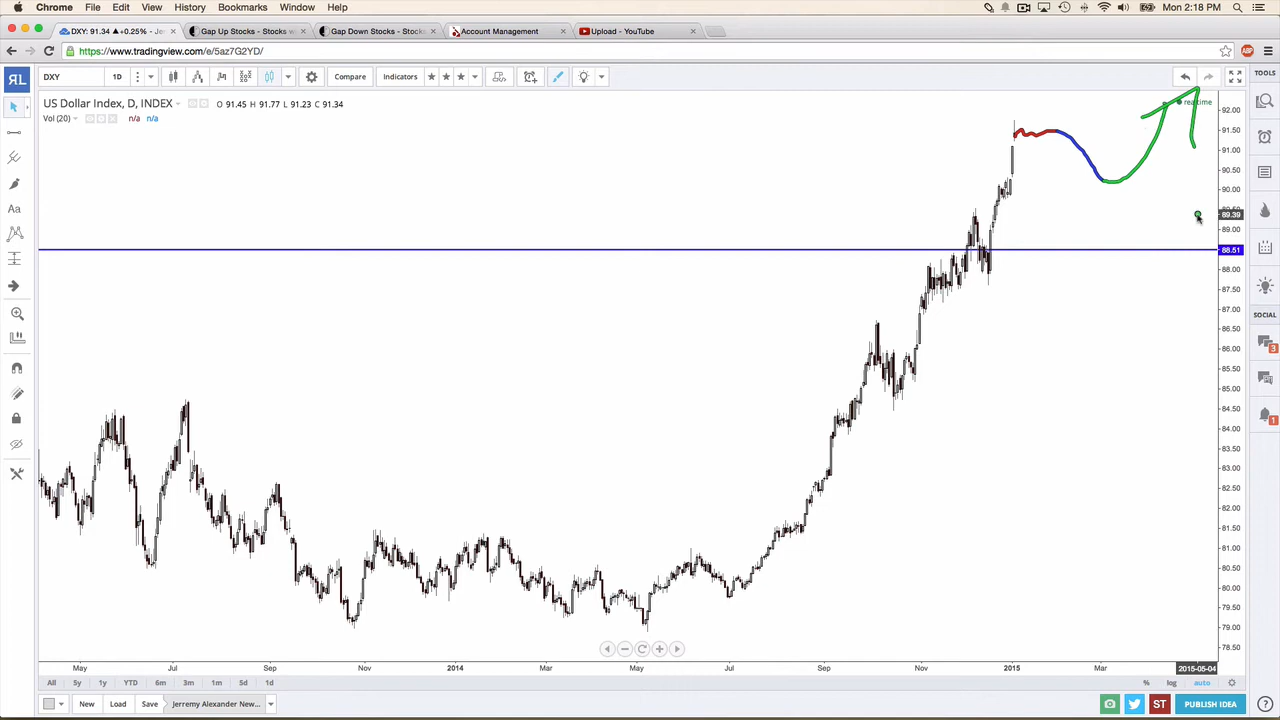 Chrome File Edit View History Bookmarks Window Help Mon 2:18 PM
DXY: 91.34 ▲+0.25% - Jer Gap Up Stocks - Stocks w Gap Down Stocks - Stocks Account Management Upload - YouTube
https://www.tradingview.com/e/5az7G2YD/
ЯL DXY 1D Compare Indicators TOOLS
US Dollar Index, D, INDEX O 91.45 H 91.77 L 91.23 C 91.34
realtime
Vol (20) n/a n/a
92.00
91.50
91.00
90.50
90.00
89.39
89.00
88.51
88.00
87.50
87.00
86.50
86.00
85.50
85.00
84.50
84.00
83.50
83.00
82.50
82.00
81.50
81.00
80.50
80.00
79.50
79.00
78.50
Aa
SOCIAL
3
1
May Jul Sep Nov 2014 Mar May Jul Sep Nov 2015 Mar 2015-05-04
All 5y 1y YTD 6m 3m 1m 5d 1d % log auto
New Load Save Jerremy Alexander New... ST PUBLISH IDEA ?